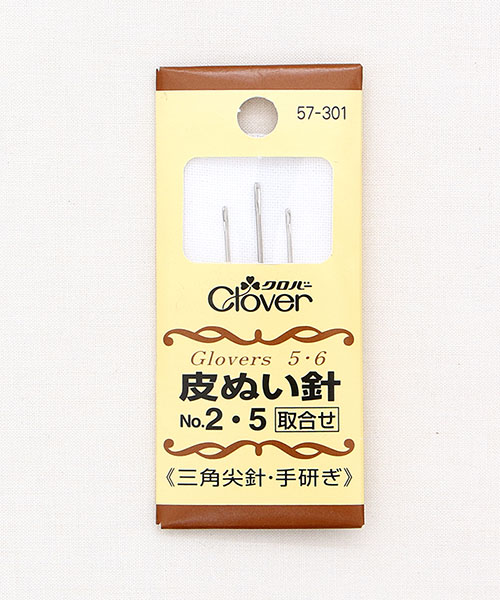 57-301
クロバー
Clover
Glovers 5・6
皮ぬい針
No.2・5 取合せ
《三角尖針・手研ぎ》